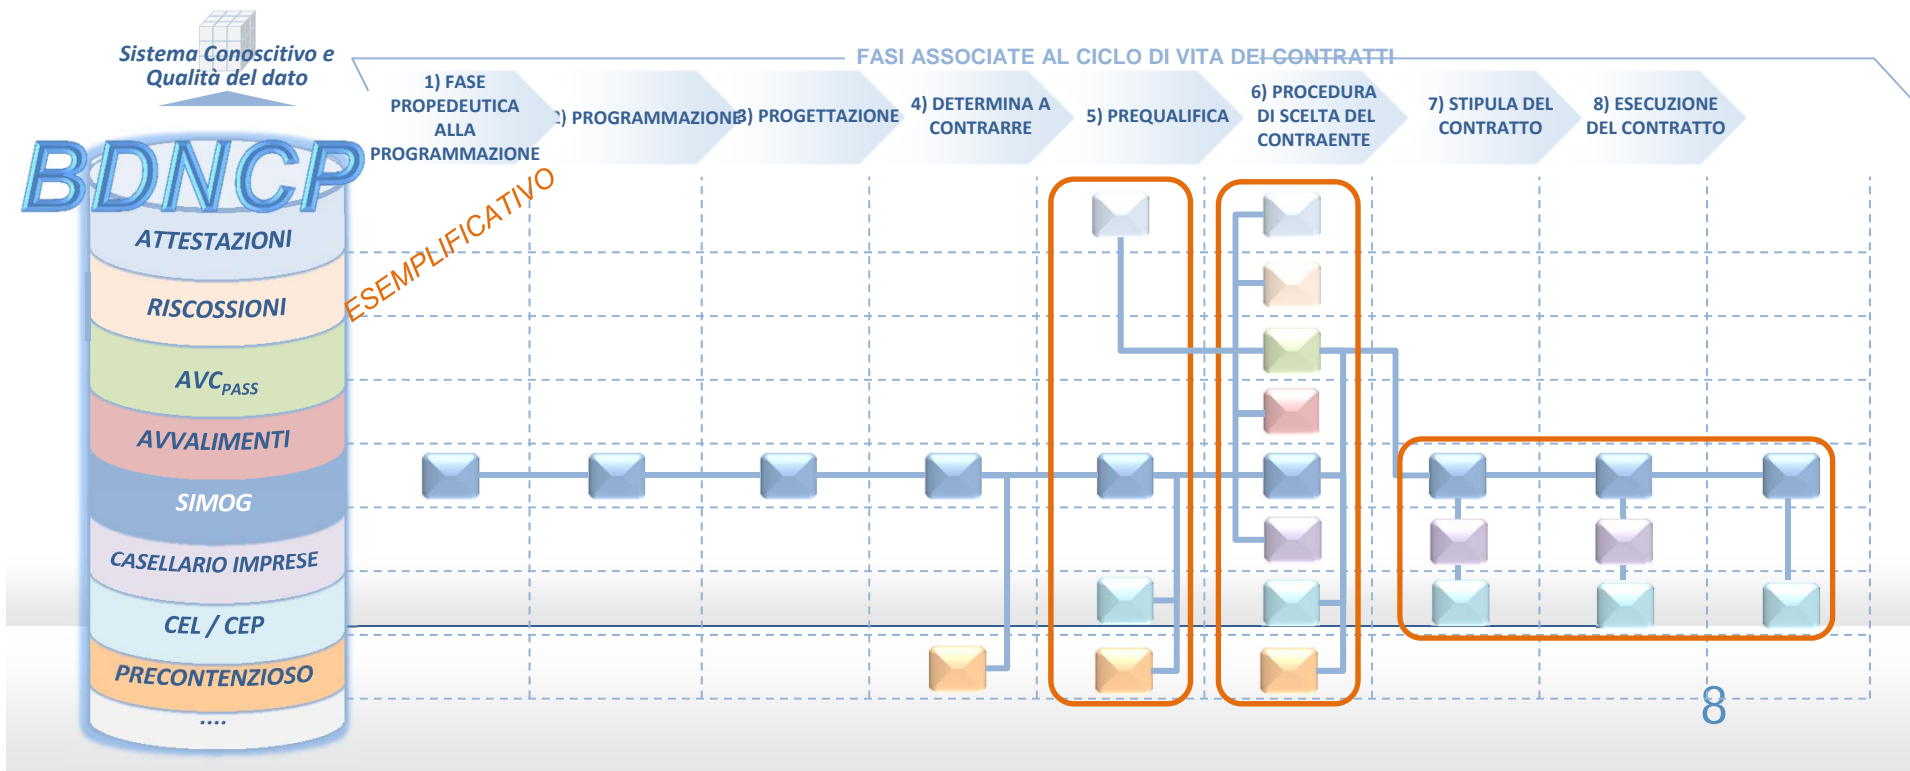 Sistema Conoscitivo e
Qualità del dato
FASI ASSOCIATE AL CICLO DI VITA DEI CONTRATTI
1) FASE
PROPEDEUTICA
ALLA
PROGRAMMAZIONE
2) PROGRAMMAZIONE
3) PROGETTAZIONE
4) DETERMINA A
CONTRARRE
5) PREQUALIFICA
6) PROCEDURA
DI SCELTA DEL
CONTRAENTE
7) STIPULA DEL
CONTRATTO
8) ESECUZIONE
DEL CONTRATTO
BDNCP
ESEMPLIFICATIVO
ATTESTAZIONI
RISCOSSIONI
AVCPASS
AVVALIMENTI
SIMOG
CASELLARIO IMPRESE
CEL / CEP
PRECONTENZIOSO
....
8